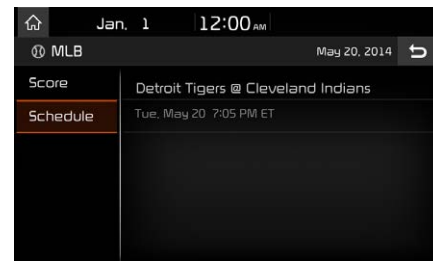 Jan. 1 12:00 AM
MLB May 20, 2014
Score
Detroit Tigers @ Cleveland Indians
Schedule
Tue, May 20 7:05 PM ET